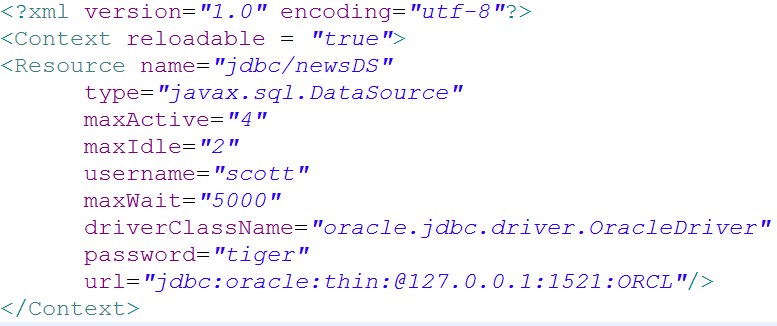 <?xml version="1.0" encoding="utf-8"?>
<Context reloadable = "true">
<Resource name="jdbc/newsDS"
type="javax.sql.DataSource"
maxActive="4"
maxIdle="2"
username="scott"
maxWait="5000"
driverClassName="oracle.jdbc.driver.OracleDriver"
password="tiger"
url="jdbc:oracle:thin:@127.0.0.1:1521:ORCL"/>
</Context>